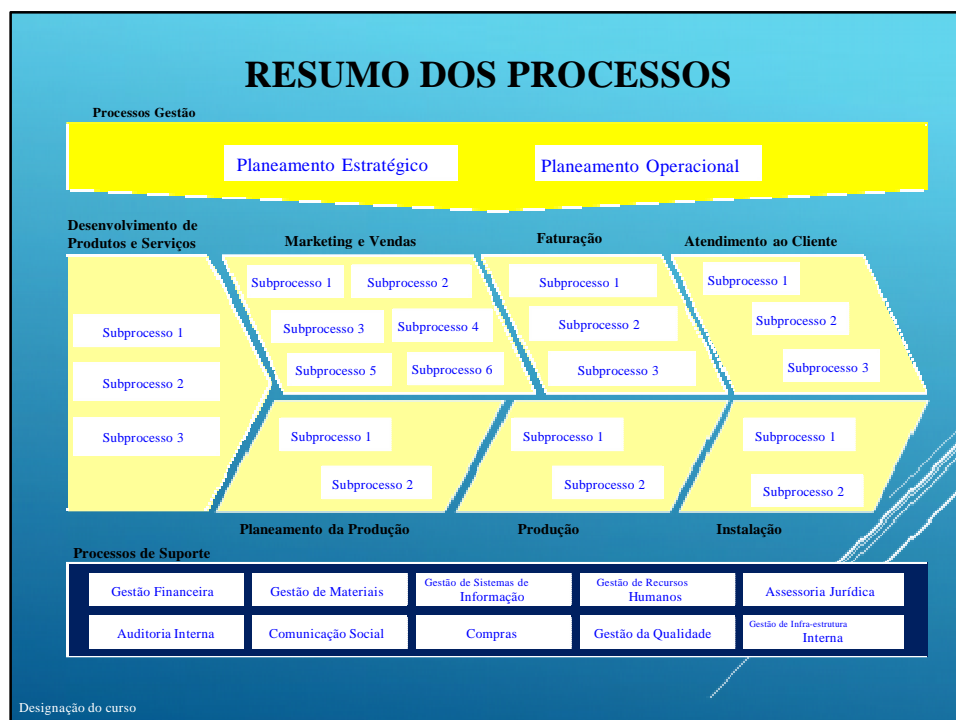 RESUMO DOS PROCESSOS
Processos Gestão
Planeamento Estratégico
Planeamento Operacional
Desenvolvimento de
Produtos e Serviços
Marketing e Vendas
Faturação
Atendimento ao Cliente
Subprocesso 1
Subprocesso 2
Subprocesso 3
Subprocesso 1
Subprocesso 2
Subprocesso 3
Subprocesso 4
Subprocesso 5
Subprocesso 6
Subprocesso 1
Subprocesso 2
Subprocesso 3
Subprocesso 1
Subprocesso 2
Subprocesso 3
Subprocesso 1
Subprocesso 2
Subprocesso 1
Subprocesso 2
Subprocesso 1
Subprocesso 2
Planeamento da Produção
Produção
Instalação
Processos de Suporte
Gestão Financeira
Gestão de Materiais
Gestão de Sistemas de
Informação
Gestão de Recursos
Humanos
Assessoria Jurídica
Auditoria Interna
Comunicação Social
Compras
Gestão da Qualidade
Gestão de Infra-estrutura
Interna
Designação do curso